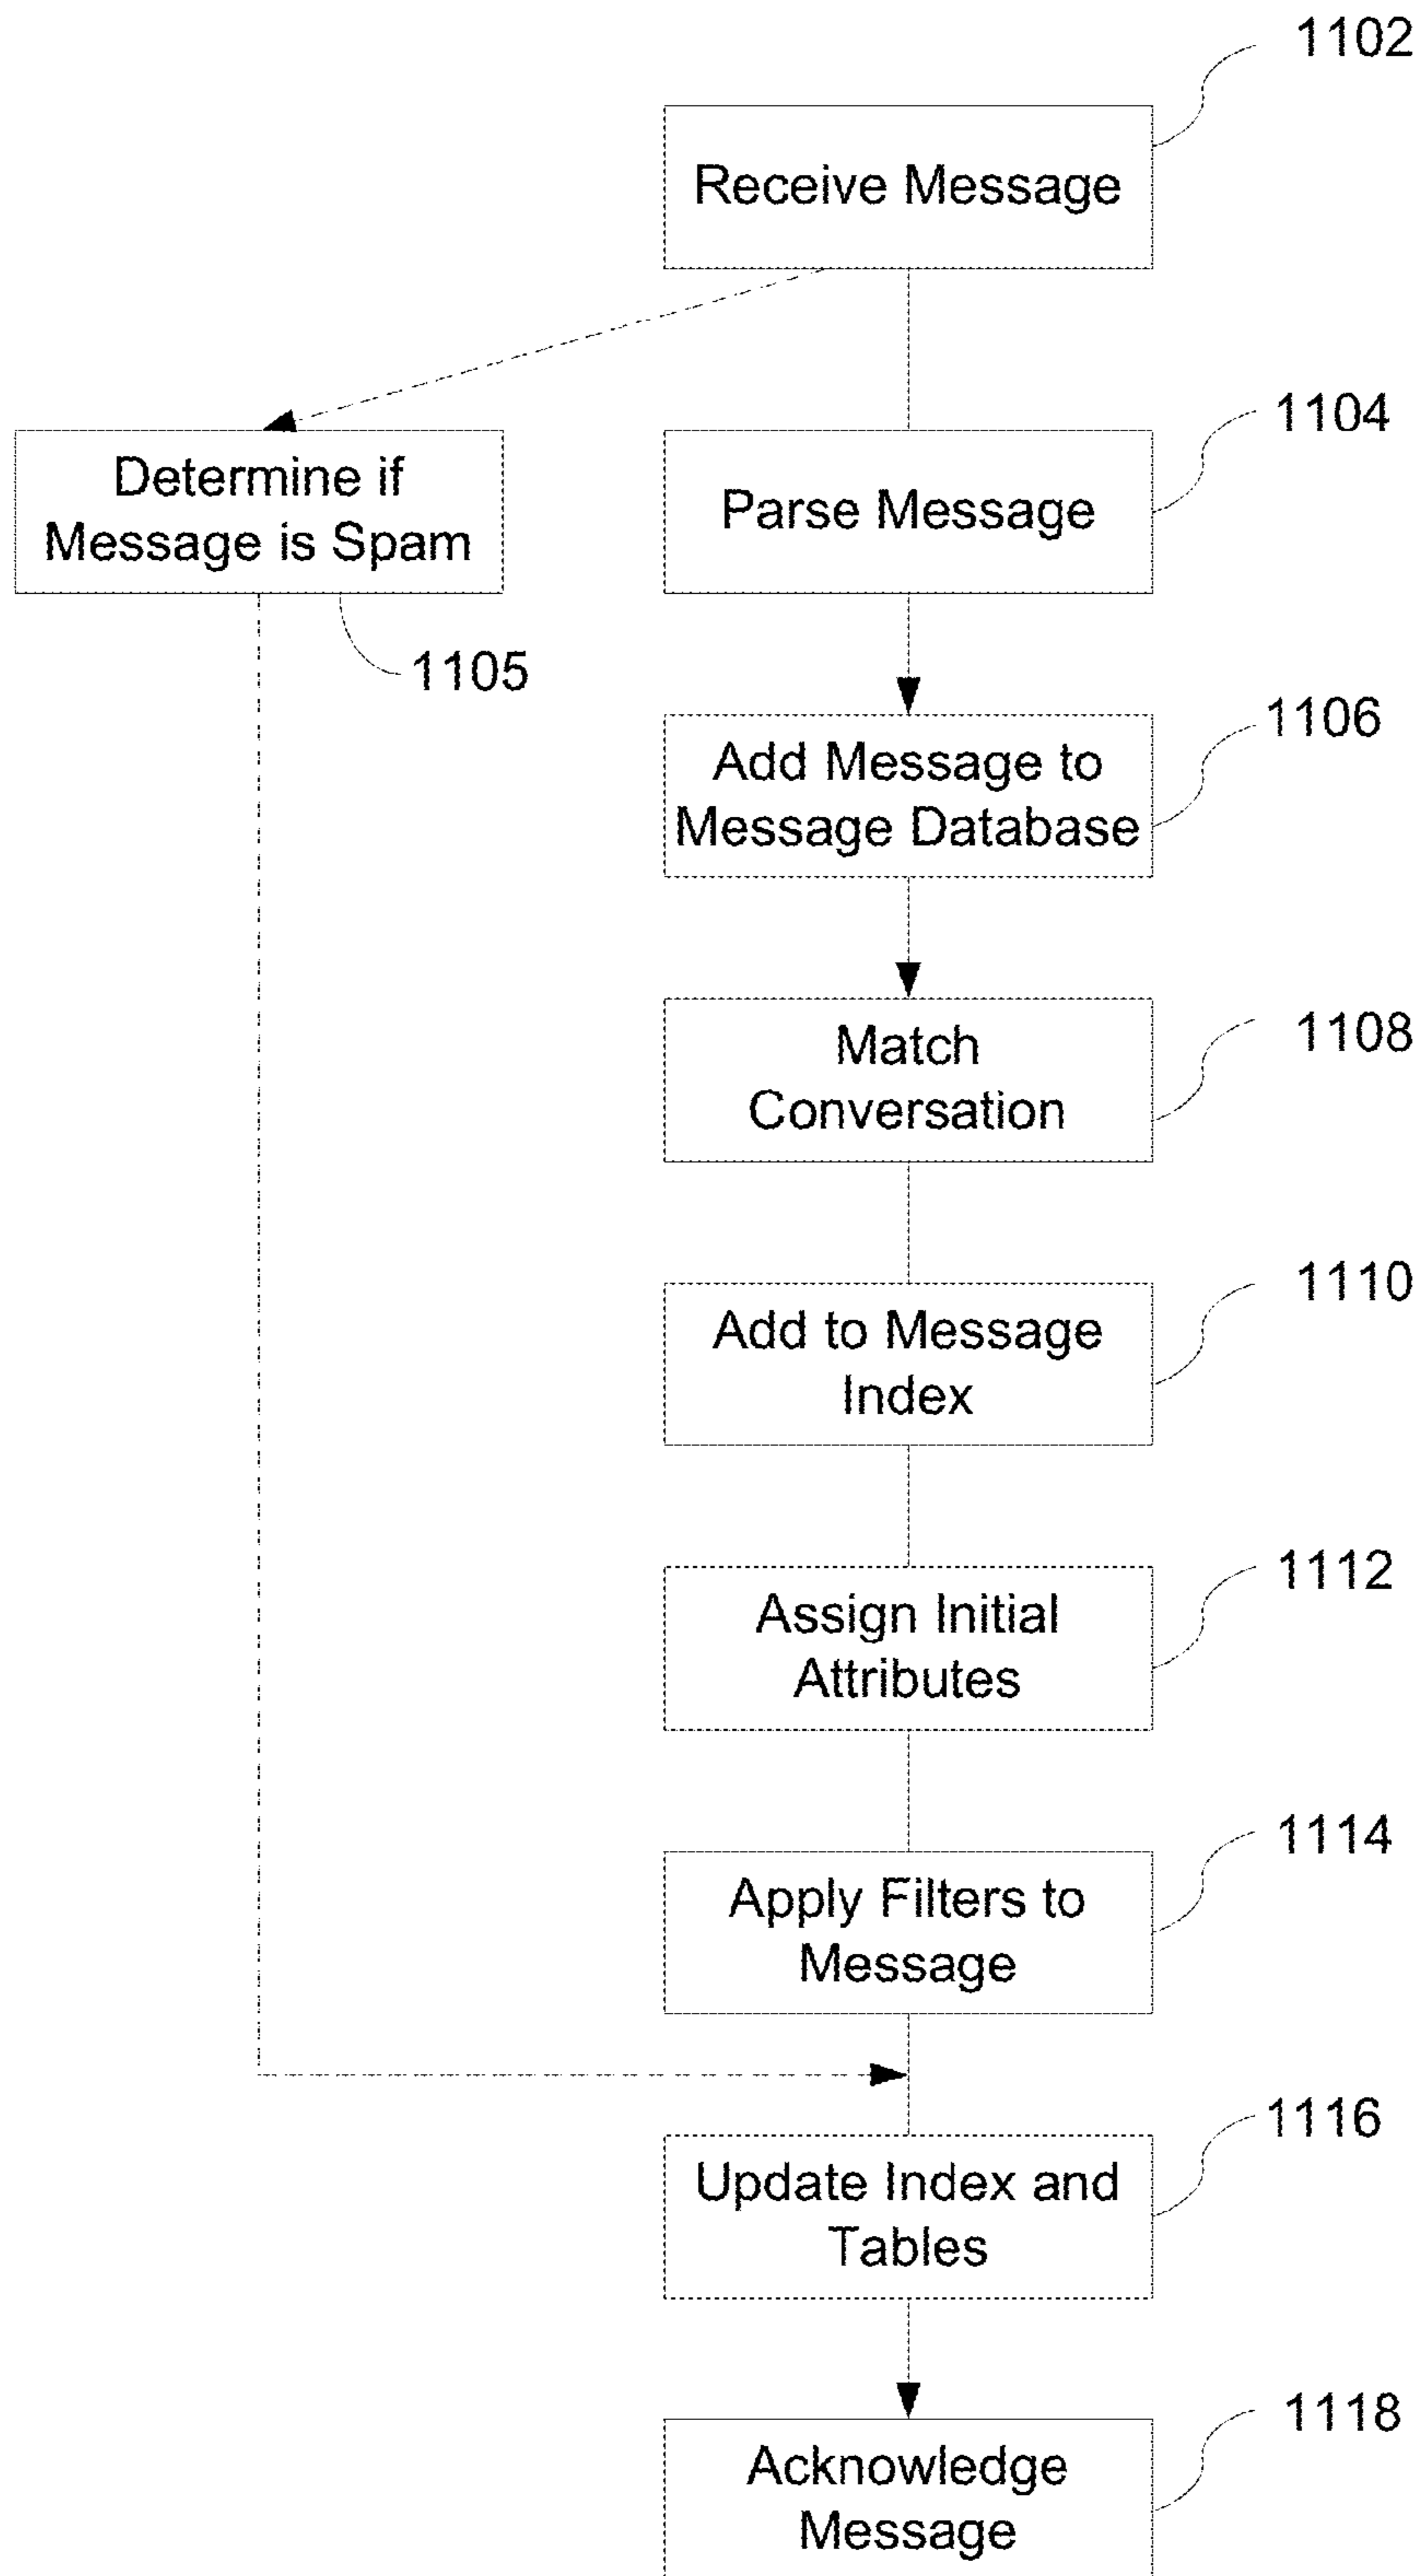 1102
Receive Message
1104
Determine if
Message is Spam
Parse Message
1105
1106
Add Message to
Message Database
1108
Match
Conversation
1110
Add to Message
Index
1112
Assign Initial
Attributes
1114
Apply Filters to
Message
1116
Update Index and
Tables
1118
Acknowledge
Message